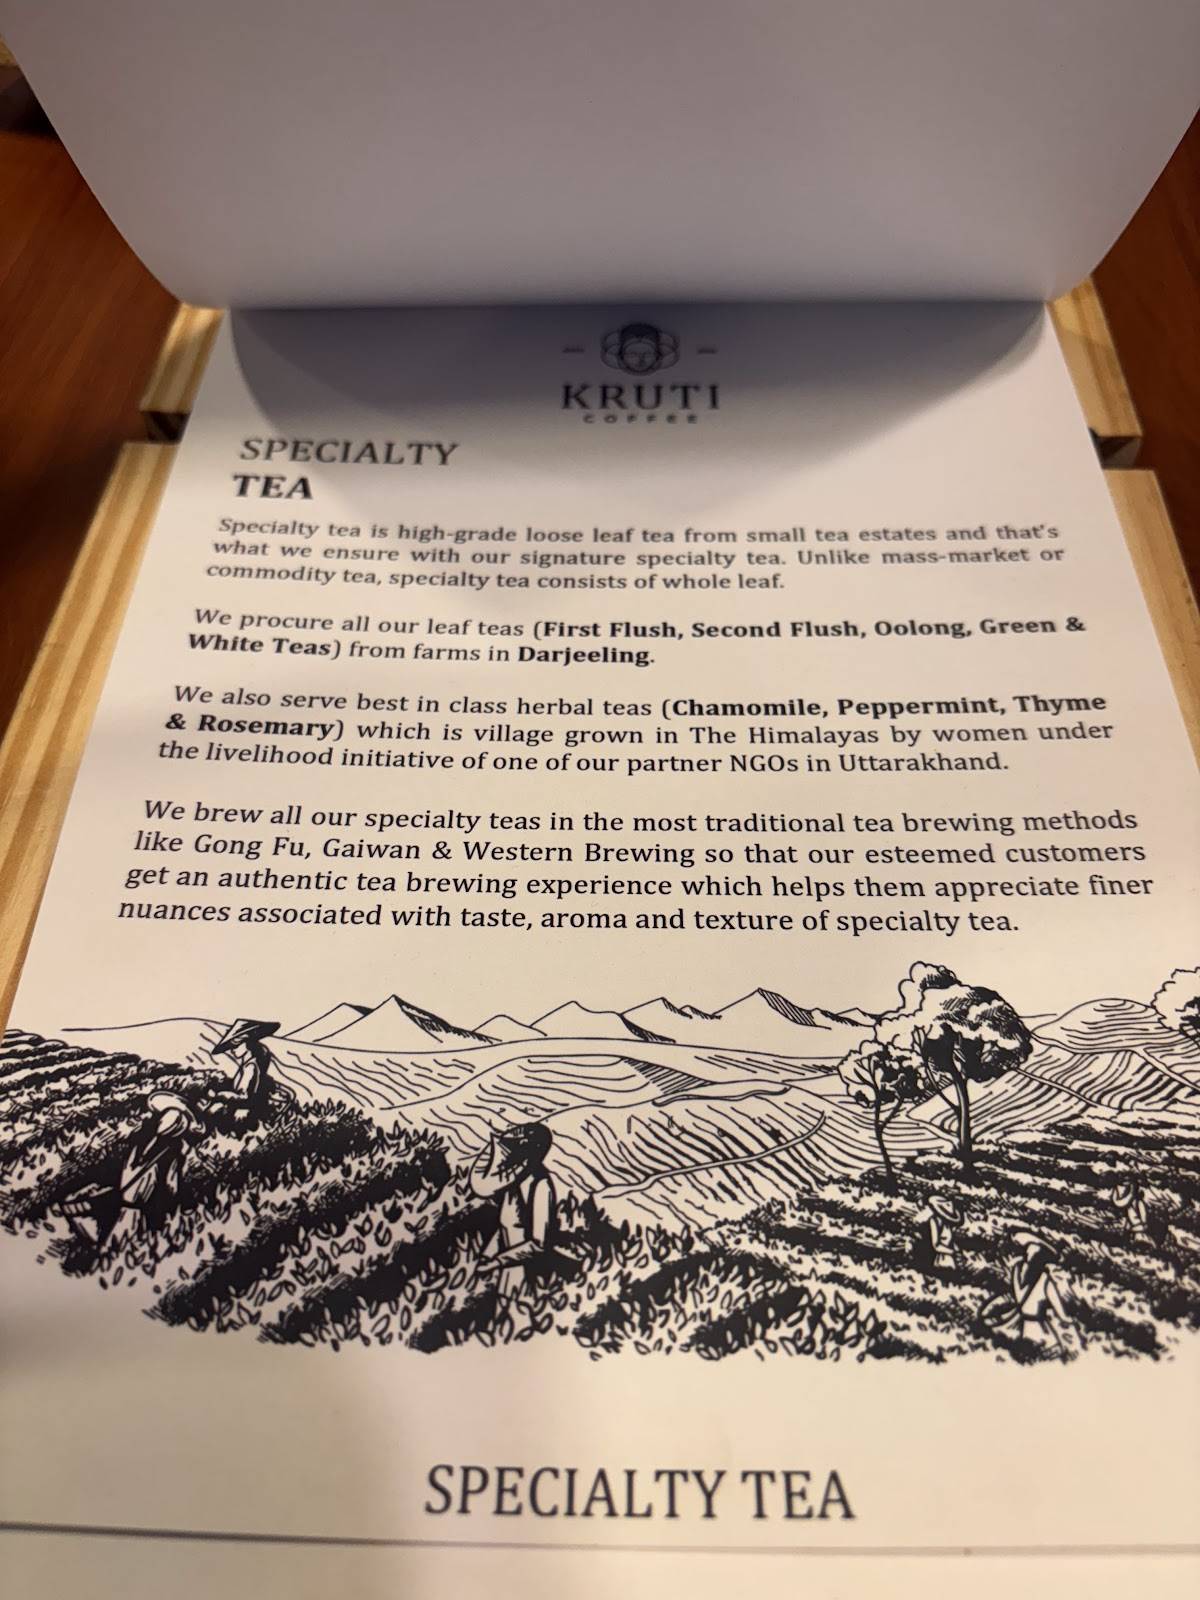 KRUTI
COFFEE
SPECIALTY
TEA
Specialty tea is high-grade loose leaf tea from small tea estates and that's
what we ensure with our signature specialty tea. Unlike mass-market or
commodity tea, specialty tea consists of whole leaf.
We procure all our leaf teas (First Flush, Second Flush, Oolong, Green &
White Teas) from farms in Darjeeling.
We also serve best in class herbal teas (Chamomile, Peppermint, Thyme
& Rosemary) which is village grown in The Himalayas by women under
the livelihood initiative of one of our partner NGOs in Uttarakhand.
We brew all our specialty teas in the most traditional tea brewing methods
like Gong Fu, Gaiwan & Western Brewing so that our esteemed customers
get an authentic tea brewing experience which helps them appreciate finer
nuances associated with taste, aroma and texture of specialty tea.
SPECIALTY TEA